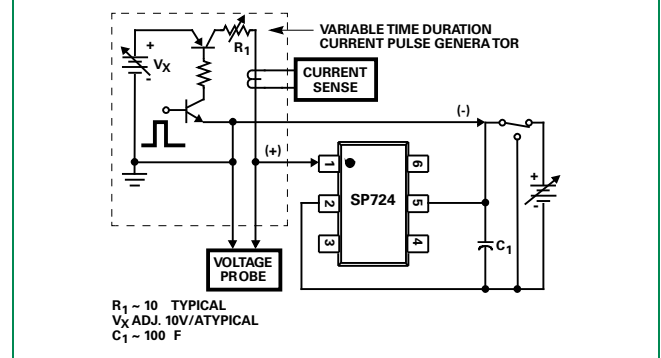 VARIABLE TIME DURATION
CURRENT PULSE GENERATOR
R1
+
VX
-
CURRENT
SENSE
(-)
(+)
1
2
3
SP724
6
5
4
+
-
C1
VOLTAGE
PROBE
R1 ~ 10 TYPICAL
VX ADJ. 10V/ATYPICAL
C1 ~ 100 F